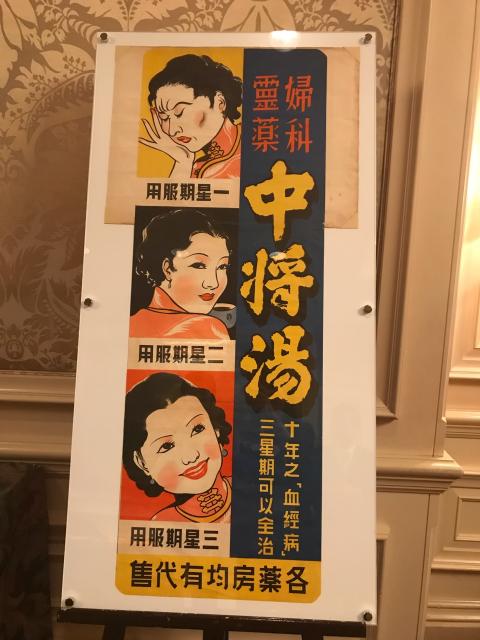 婦科
靈藥
中將湯
十年之「血經病」
三星期可以全治
一星期服用
二星期服用
三星期服用
各藥房均有代售